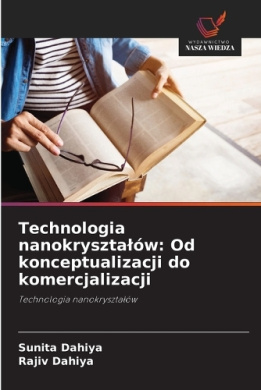 WYDAWNICTWO
NASZA WIEDZA
Technologia
nanokryształów: Od
konceptualizacji do
komercjalizacji
Technologia nanokryształów
Sunita Dahiya
Rajiv Dahiya